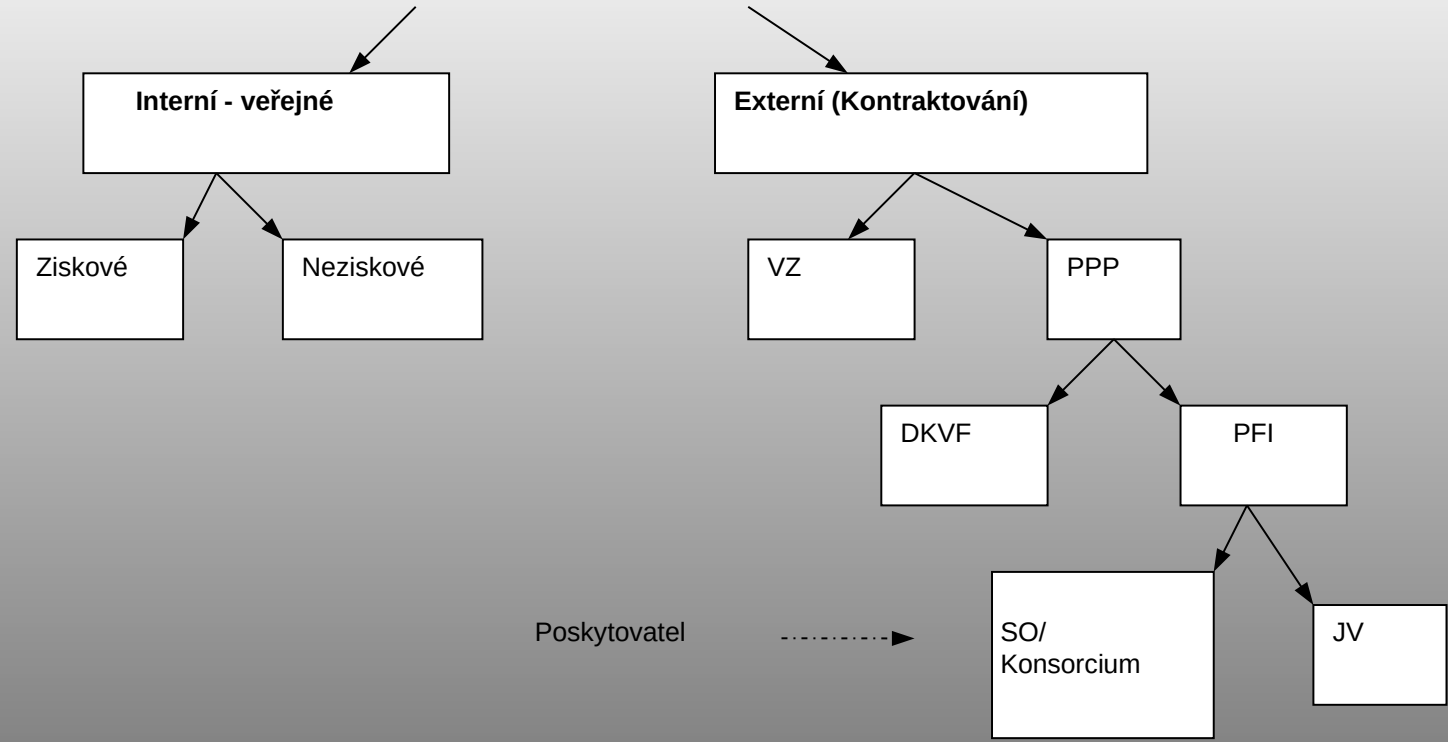 Interní - veřejné
Externí (Kontraktování)
Ziskové
Neziskové
VZ
PPP
DKVF
PFI
Poskytovatel
SO/
Konsorcium
JV